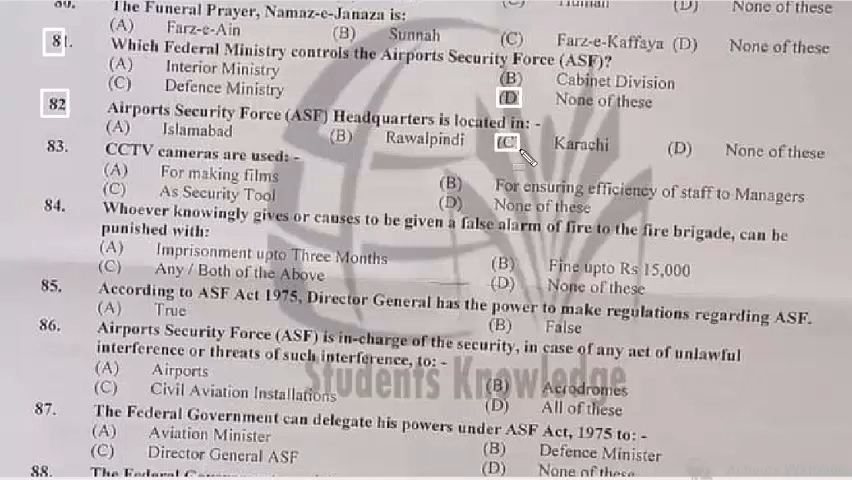 80. The Funeral Prayer, Namaz-e-Janaza is: (C) Human (D) None of these
(A) Farz-e-Ain (B) Sunnah (C) Farz-e-Kaffaya (D) None of these
81. Which Federal Ministry controls the Airports Security Force (ASF)?
(A) Interior Ministry (B) Cabinet Division
(C) Defence Ministry (D None of these
82 Airports Security Force (ASF) Headquarters is located in: -
(A) Islamabad (B) Rawalpindi (C Karachi (D) None of these
83. CCTV cameras are used: -
(A) For making films (B) For ensuring efficiency of staff to Managers
(C) As Security Tool (D) None of these
84. Whoever knowingly gives or causes to be given a false alarm of fire to the fire brigade, can be
punished with:
(A) Imprisonment upto Three Months (B) Fine upto Rs 15,000
(C) Any / Both of the Above (D) None of these
85. According to ASF Act 1975, Director General has the power to make regulations regarding ASF.
(A) True (B) False
86. Airports Security Force (ASF) is in-charge of the security, in case of any act of unlawful
interference or threats of such interference, to: -
(A) Airports (B) Acrodromes
(C) Civil Aviation Installations (D) All of these
Students Knowledge
87. The Federal Government can delegate his powers under ASF Act, 1975 to: -
(A) Aviation Minister (B) Defence Minister
(C) Director General ASF (D) None of these
88. The Federal